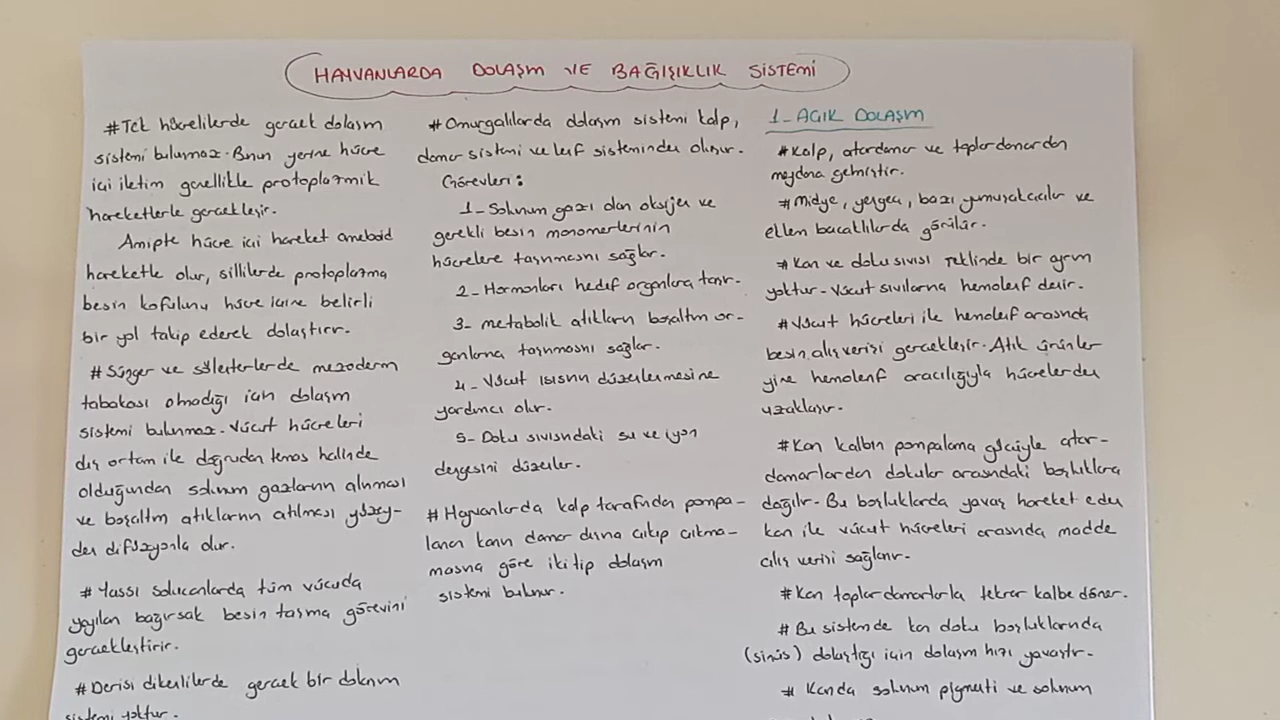 HAYVANLARDA DOLAŞIM VE BAĞIŞIKLIK SİSTEMİ
#Tek hücrelilerde gerçek dolaşım
sistemi bulunmaz. Bunun yerine hücre
içi iletim genellikle protoplazmik
hareketlerle gerçekleşir.
Amipte hücre içi hareket ameboid
hareketle olur, sillilerde protoplazma
besin kofulunu hücre içine belirli
bir yol takip ederek dolaştırır.
#Sünger ve sölenterlerde mezoderm
tabakası olmadığı için dolaşım
sistemi bulunmaz. Vücut hücreleri
dış ortam ile doğrudan temas halinde
olduğundan solunum gazlarının alınması
ve boşaltım atıklarının atılması yüzey-
den difüzyonla olur.
#Yassı solucanlarda tüm vücuda
yayılan bağırsak besin taşıma görevini
gerçekleştirir.
#Derisi dikenlilerde gerçek bir dolaşım
sistemi yoktur.
#Omurgalılarda dolaşım sistemi kalp,
damar sistemi ve lenf sisteminden oluşur.
Görevleri:
1- Solunum gazı olan oksijen ve
gerekli besin monomerlerinin
hücrelere taşınmasını sağlar.
2- Hormonları hedef organlara taşır.
3- metabolik atıkların boşaltım or-
ganlarına taşınmasını sağlar.
4- Vücut ısısının düzenlenmesine
yardımcı olur.
5- Doku sıvısındaki su ve iyon
dengesini düzenler.
#Hayvanlarda kalp tarafından pompa-
lanan kanın damar dışına çıkıp çıkma-
masına göre iki tip dolaşım
sistemi bulunur.
1- AÇIK DOLAŞIM
#Kalp, atardamar ve toplardamardan
meydana gelmiştir.
#Midye, yengeç, bazı yumuşakçalılar ve
eklem bacaklılarda görülür.
#Kan ve doku sıvısı şeklinde bir ayrım
yoktur- Vücut sıvılarına hemolenf denir.
#Vücut hücreleri ile hemolenf arasında
besin alış verişi gerçekleşir. Atık ürünler
yine hemolenf aracılığıyla hücrelerden
uzaklaşır.
#Kan kalbin pompalama gücüyle atar-
damarlardan dokular arasındaki boşluklara
dağılır- Bu boşluklarda yavaş hareket eden
kan ile vücut hücreleri arasında madde
alış verişi sağlanır.
#Kan toplar damarlarla tekrar kalbe döner.
#Bu sistemde kan doku boşluklarında
(sinüs) dolaştığı için dolaşım hızı yavaştır.
#Kanda solunum pigmenti ve solunum